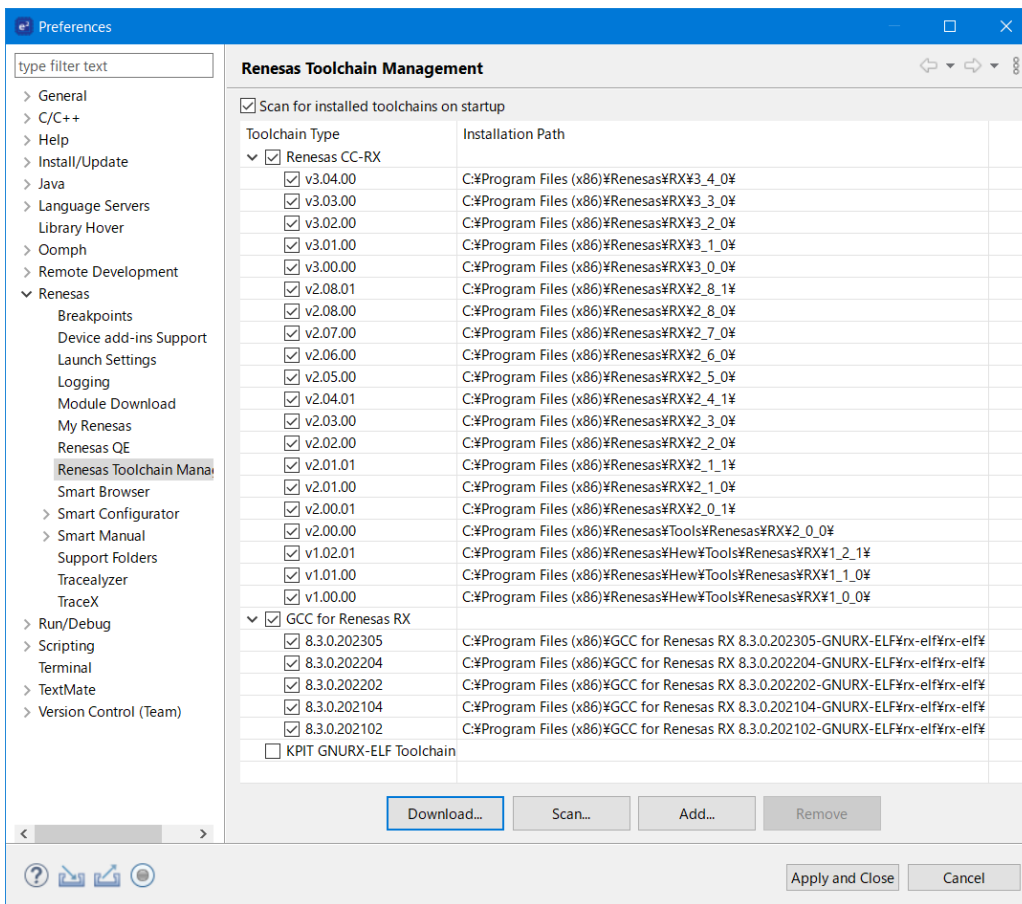 e² Preferences
type filter text
General
C/C++
Help
Install/Update
Java
Language Servers
Library Hover
Oomph
Remote Development
Renesas
Breakpoints
Device add-ins Support
Launch Settings
Logging
Module Download
My Renesas
Renesas QE
Renesas Toolchain Mana
Smart Browser
Smart Configurator
Smart Manual
Support Folders
Tracealyzer
TraceX
Run/Debug
Scripting
Terminal
TextMate
Version Control (Team)
Renesas Toolchain Management
Scan for installed toolchains on startup
Toolchain Type Installation Path
Renesas CC-RX
v3.04.00 C:¥Program Files (x86)¥Renesas¥RX¥3_4_0¥
v3.03.00 C:¥Program Files (x86)¥Renesas¥RX¥3_3_0¥
v3.02.00 C:¥Program Files (x86)¥Renesas¥RX¥3_2_0¥
v3.01.00 C:¥Program Files (x86)¥Renesas¥RX¥3_1_0¥
v3.00.00 C:¥Program Files (x86)¥Renesas¥RX¥3_0_0¥
v2.08.01 C:¥Program Files (x86)¥Renesas¥RX¥2_8_1¥
v2.08.00 C:¥Program Files (x86)¥Renesas¥RX¥2_8_0¥
v2.07.00 C:¥Program Files (x86)¥Renesas¥RX¥2_7_0¥
v2.06.00 C:¥Program Files (x86)¥Renesas¥RX¥2_6_0¥
v2.05.00 C:¥Program Files (x86)¥Renesas¥RX¥2_5_0¥
v2.04.01 C:¥Program Files (x86)¥Renesas¥RX¥2_4_1¥
v2.03.00 C:¥Program Files (x86)¥Renesas¥RX¥2_3_0¥
v2.02.00 C:¥Program Files (x86)¥Renesas¥RX¥2_2_0¥
v2.01.01 C:¥Program Files (x86)¥Renesas¥RX¥2_1_1¥
v2.01.00 C:¥Program Files (x86)¥Renesas¥RX¥2_1_0¥
v2.00.01 C:¥Program Files (x86)¥Renesas¥RX¥2_0_1¥
v2.00.00 C:¥Program Files (x86)¥Renesas¥Tools¥Renesas¥RX¥2_0_0¥
v1.02.01 C:¥Program Files (x86)¥Renesas¥Hew¥Tools¥Renesas¥RX¥1_2_1¥
v1.01.00 C:¥Program Files (x86)¥Renesas¥Hew¥Tools¥Renesas¥RX¥1_1_0¥
v1.00.00 C:¥Program Files (x86)¥Renesas¥Hew¥Tools¥Renesas¥RX¥1_0_0¥
GCC for Renesas RX
8.3.0.202305 C:¥Program Files (x86)¥GCC for Renesas RX 8.3.0.202305-GNURX-ELF¥rx-elf¥rx-elf¥
8.3.0.202204 C:¥Program Files (x86)¥GCC for Renesas RX 8.3.0.202204-GNURX-ELF¥rx-elf¥rx-elf¥
8.3.0.202202 C:¥Program Files (x86)¥GCC for Renesas RX 8.3.0.202202-GNURX-ELF¥rx-elf¥rx-elf¥
8.3.0.202104 C:¥Program Files (x86)¥GCC for Renesas RX 8.3.0.202104-GNURX-ELF¥rx-elf¥rx-elf¥
8.3.0.202102 C:¥Program Files (x86)¥GCC for Renesas RX 8.3.0.202102-GNURX-ELF¥rx-elf¥rx-elf¥
KPIT GNURX-ELF Toolchain
Download... Scan... Add... Remove
Apply and Close Cancel